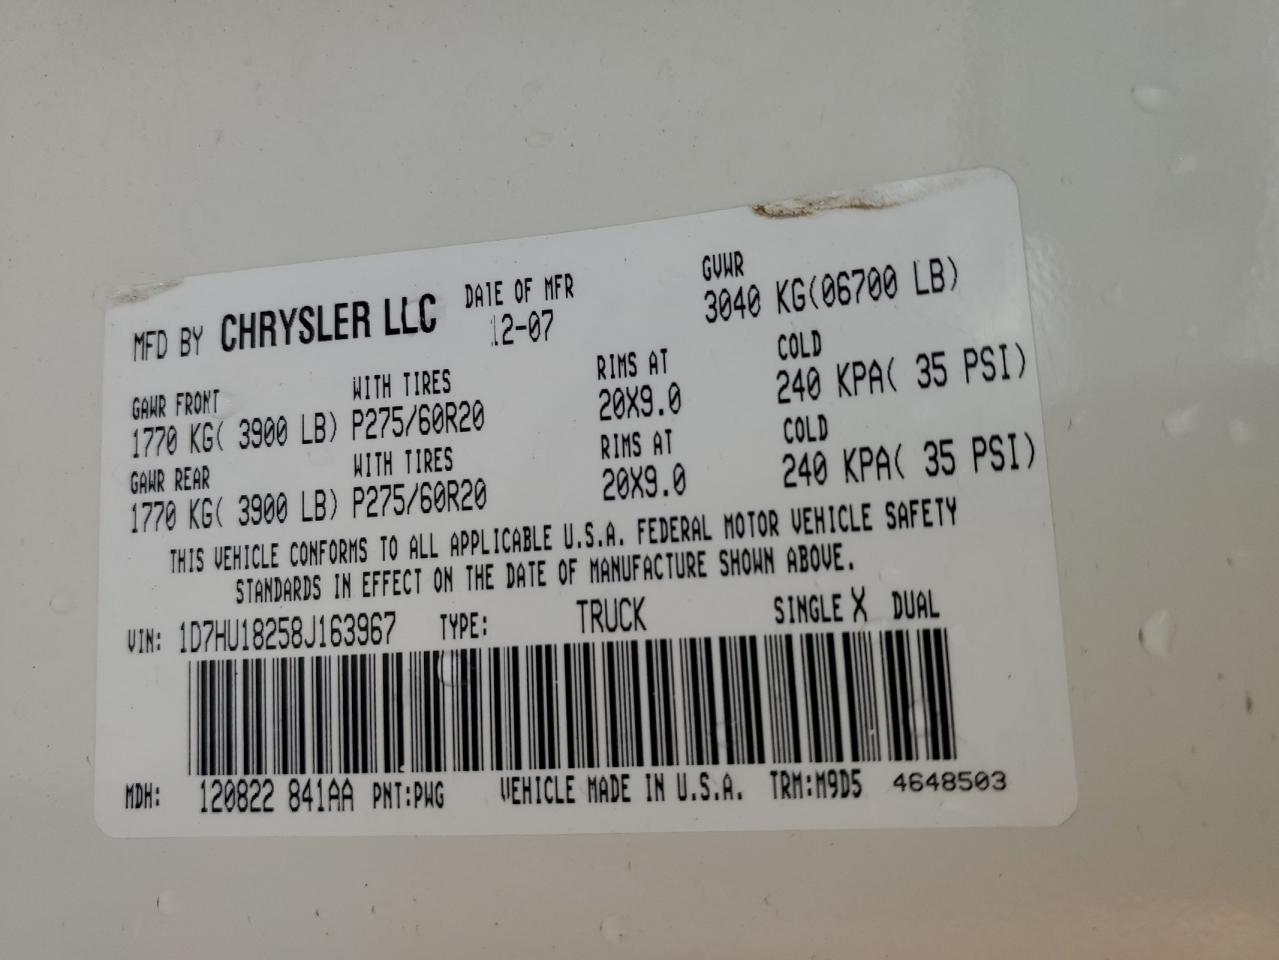 MFD BY CHRYSLER LLC DATE OF MFR 12-07 GVWR 3040 KG(06700 LB)
GAWR FRONT WITH TIRES RIMS AT COLD
1770 KG( 3900 LB) P275/60R20 20X9.0 240 KPA( 35 PSI)
GAWR REAR WITH TIRES RIMS AT COLD
1770 KG( 3900 LB) P275/60R20 20X9.0 240 KPA( 35 PSI)
THIS VEHICLE CONFORMS TO ALL APPLICABLE U.S.A. FEDERAL MOTOR VEHICLE SAFETY
STANDARDS IN EFFECT ON THE DATE OF MANUFACTURE SHOWN ABOVE.
VIN: 1D7HU18258J163967 TYPE: TRUCK SINGLE X DUAL
MDH: 120822 841AA PNT:PWG VEHICLE MADE IN U.S.A. TRM:M9D5 4648503